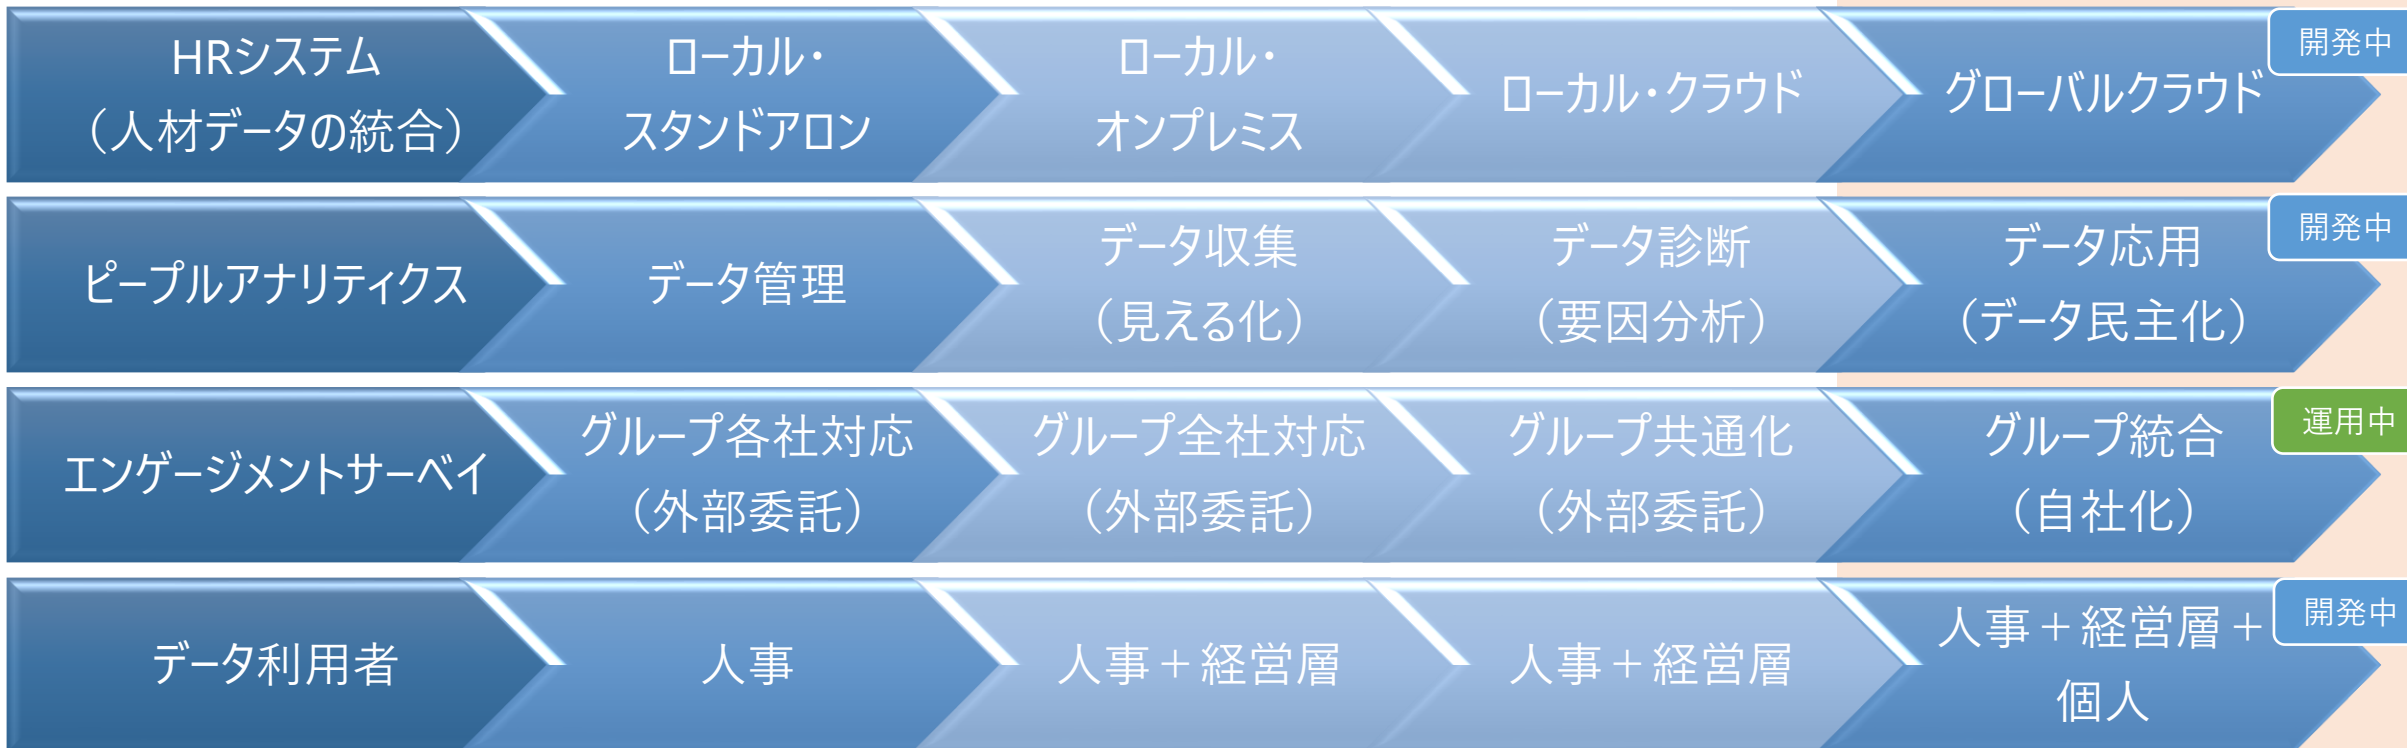 HRシステム
（人材データの統合）
ローカル・
スタンドアロン
ローカル・
オンプレミス
ローカル・クラウド
グローバルクラウド
開発中
ピープルアナリティクス
データ管理
データ収集
（見える化）
データ診断
（要因分析）
データ応用
（データ民主化）
開発中
エンゲージメントサーベイ
グループ各社対応
（外部委託）
グループ全社対応
（外部委託）
グループ共通化
（外部委託）
グループ統合
（自社化）
運用中
データ利用者
人事
人事＋経営層
人事＋経営層
人事＋経営層＋
個人
開発中